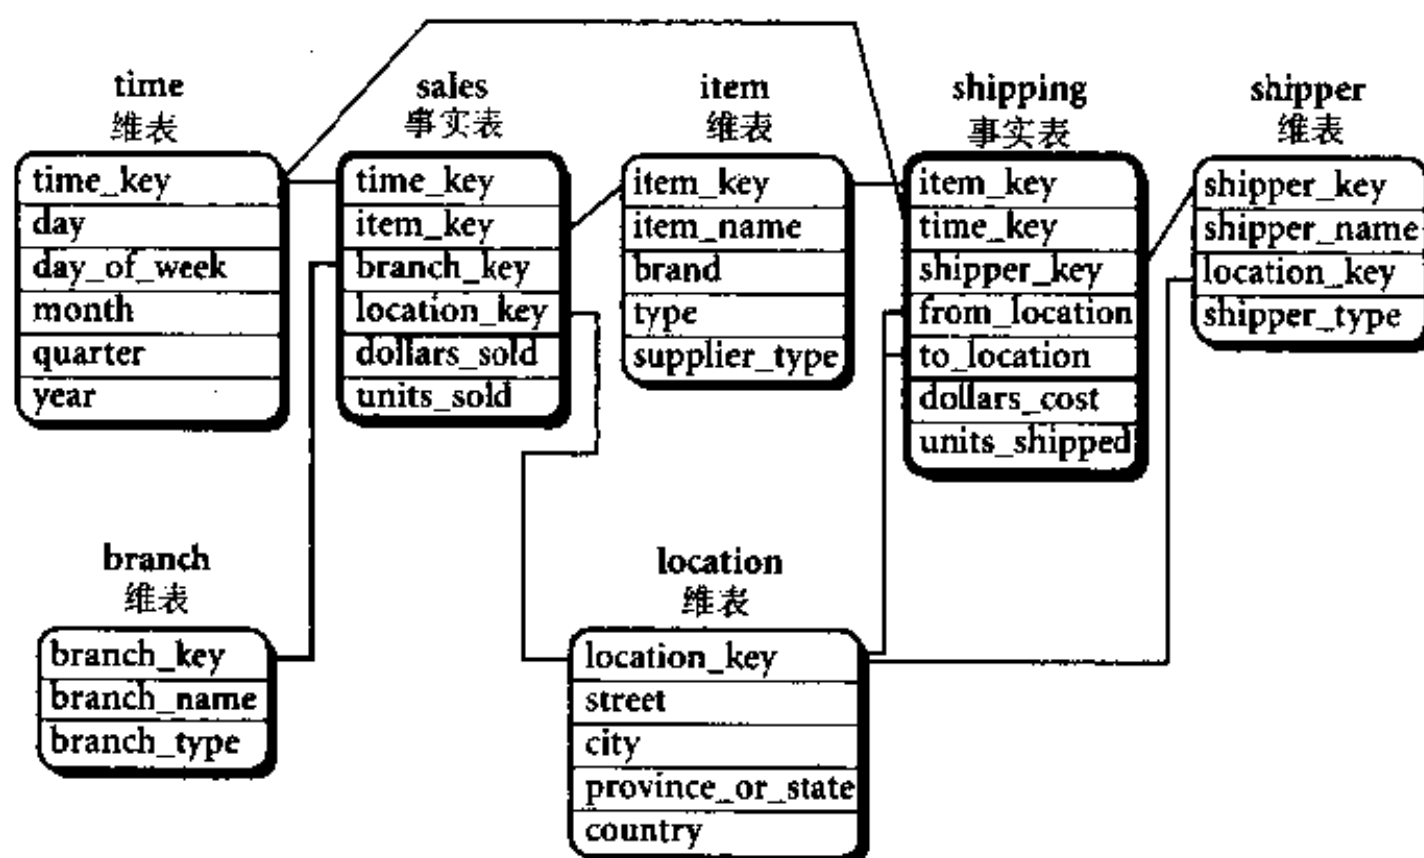 time
维表
time_key
day
day_of_week
month
quarter
year
sales
事实表
time_key
item_key
branch_key
location_key
dollars_sold
units_sold
item
维表
item_key
item_name
brand
type
supplier_type
shipping
事实表
item_key
time_key
shipper_key
from_location
to_location
dollars_cost
units_shipped
shipper
维表
shipper_key
shipper_name
location_key
shipper_type
branch
维表
branch_key
branch_name
branch_type
location
维表
location_key
street
city
province_or_state
country